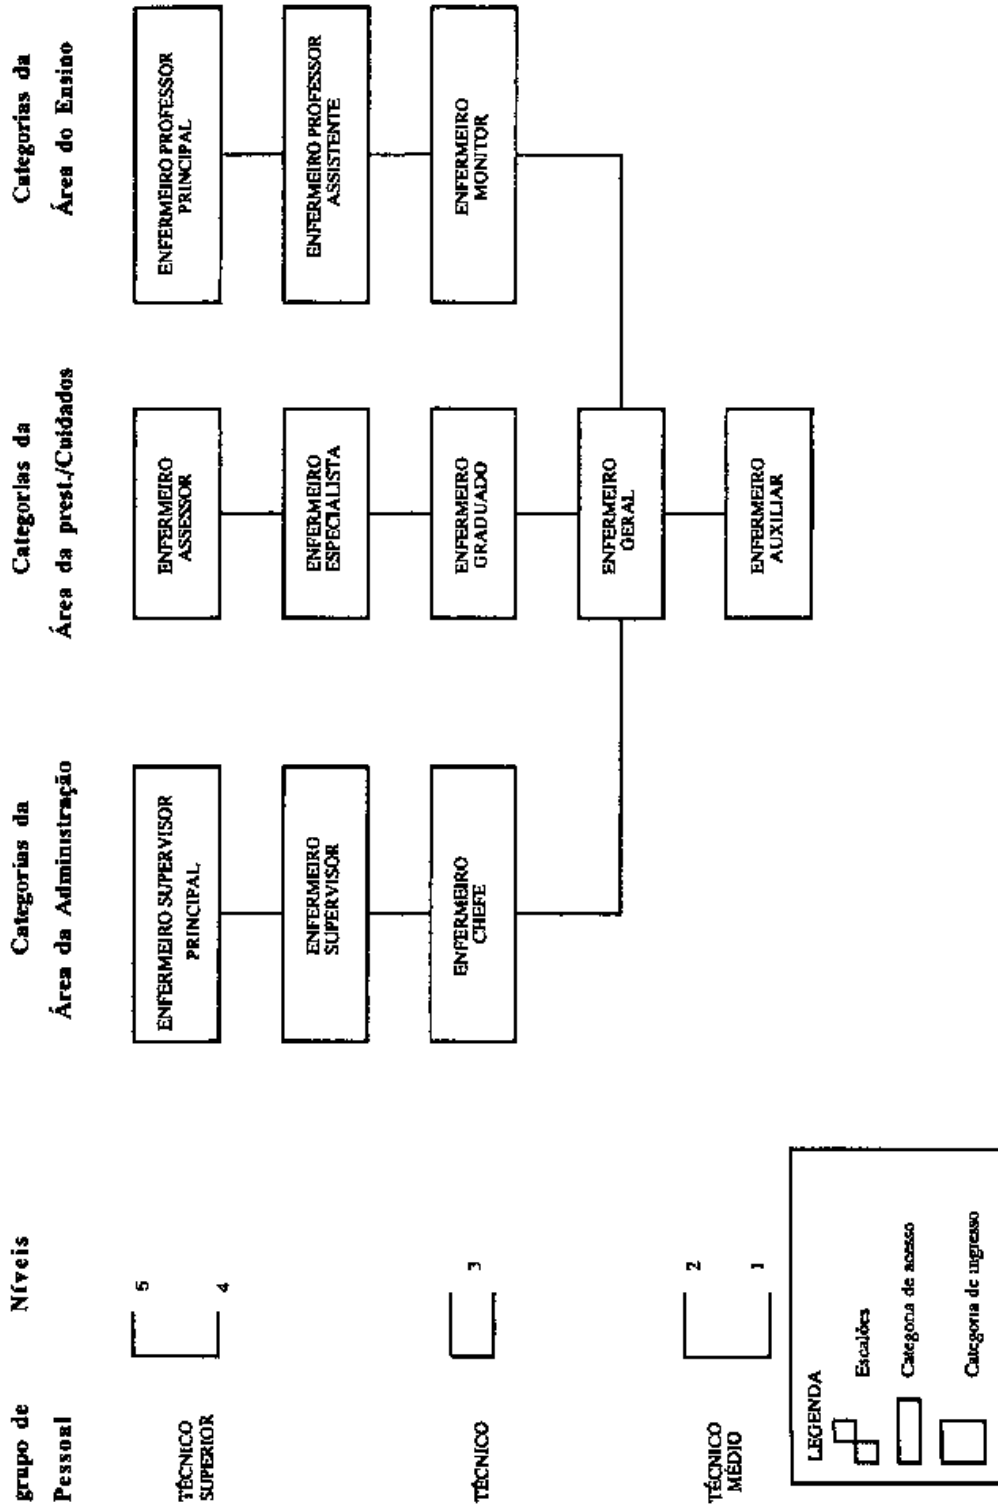 grupo de
Pessoal
Níveis
Categorias da
Área da Administração
Categorias da
Área da prest./Cuidados
Categorias da
Área do Ensino
TÉCNICO
SUPERIOR
5
4
ENFERMEIRO SUPERVISOR
PRINCIPAL
ENFERMEIRO
ASSESSOR
ENFERMEIRO PROFESSOR
PRINCIPAL
ENFERMEIRO
SUPERVISOR
ENFERMEIRO
ESPECIALISTA
ENFERMEIRO PROFESSOR
ASSISTENTE
TÉCNICO
3
ENFERMEIRO
CHEFE
ENFERMEIRO
GRADUADO
ENFERMEIRO
MONITOR
ENFERMEIRO
GERAL
TÉCNICO
MÉDIO
2
1
ENFERMEIRO
AUXILIAR
LEGENDA
Escalões
Categoria de acesso
Categoria de ingresso